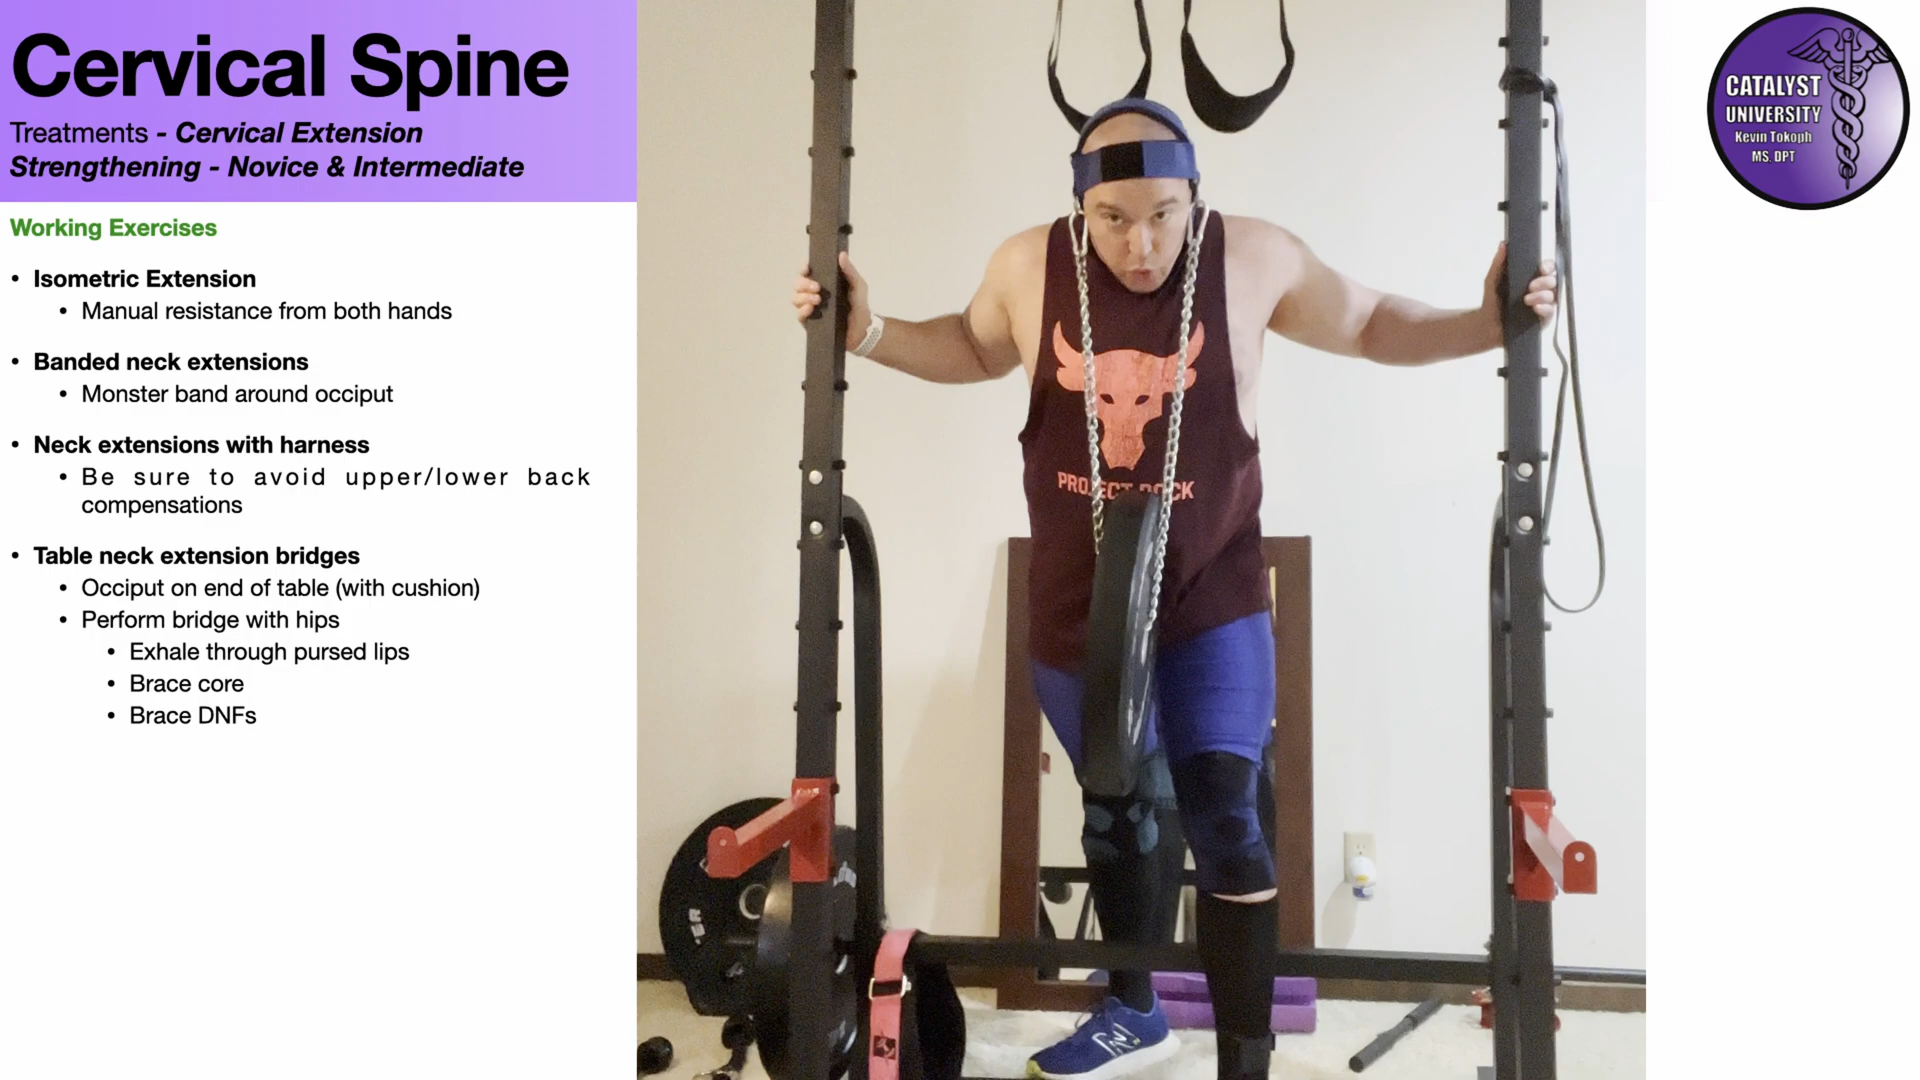 Cervical Spine
Treatments - Cervical Extension
Strengthening - Novice & Intermediate
Working Exercises
• Isometric Extension
• Manual resistance from both hands
• Banded neck extensions
• Monster band around occiput
• Neck extensions with harness
• Be sure to avoid upper/lower back
compensations
• Table neck extension bridges
• Occiput on end of table (with cushion)
• Perform bridge with hips
• Exhale through pursed lips
• Brace core
• Brace DNFs
PROJECT ROCK
CATALYST
UNIVERSITY
Kevin Tokoph
MS, DPT